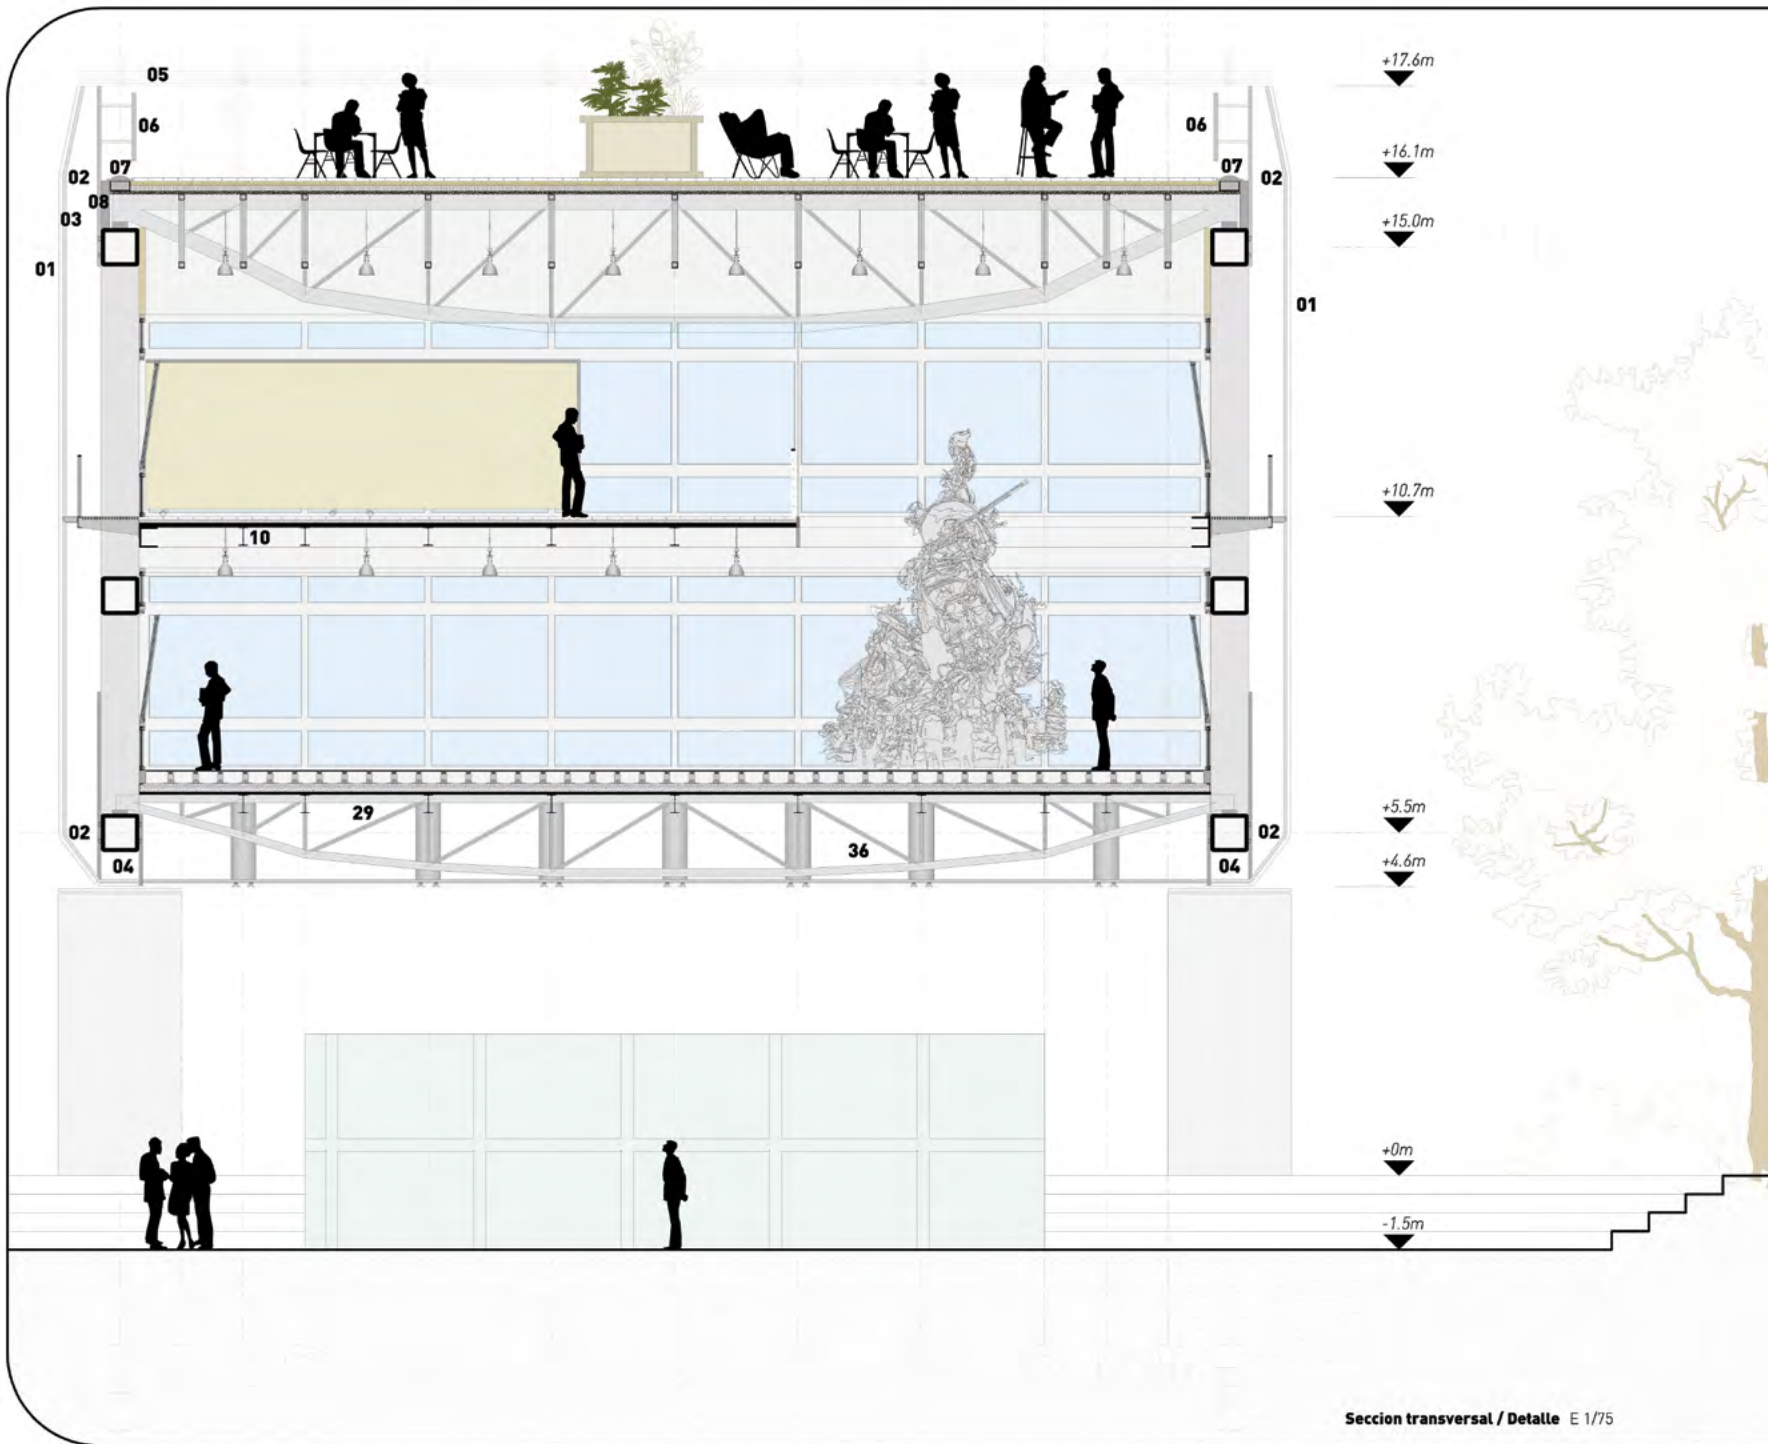 +17.6m
05
06
06
+16.1m
07
07
02
02
08
03
+15.0m
01
01
+10.7m
10
29
+5.5m
02
02
36
04
04
+4.6m
+0m
-1.5m
Seccion transversal / Detalle E 1/75